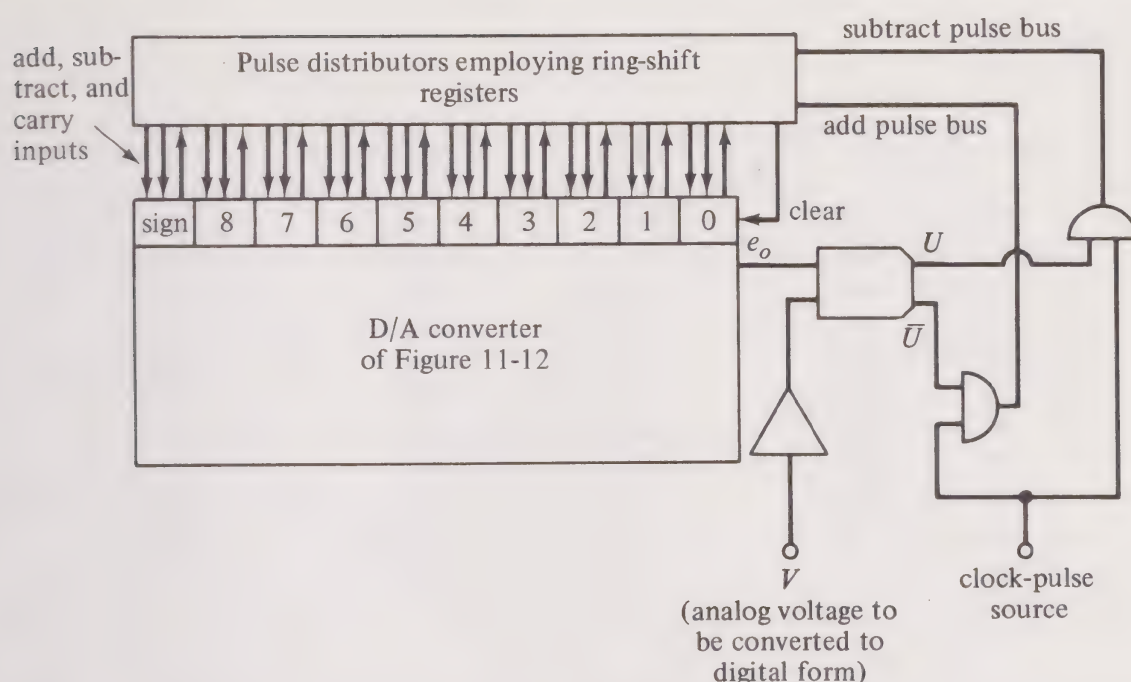 subtract pulse bus
add, sub-
tract, and
carry
inputs
Pulse distributors employing ring-shift
registers
add pulse bus
sign 8 7 6 5 4 3 2 1 0
clear
e_o
U
D/A converter
of Figure 11-12
Ū
V
(analog voltage to
be converted to
digital form)
clock-pulse
source